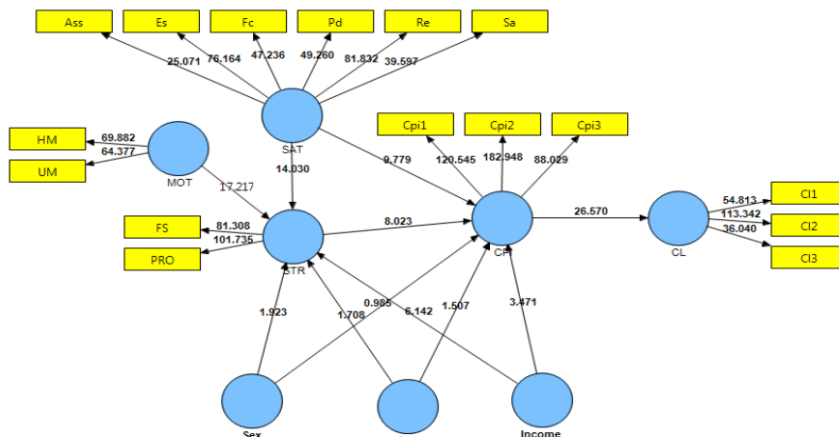 Ass
Es
Fc
Pd
Re
Sa
25.071
76.164
47.236
49.260
81.832
39.597
SAT
HM
UM
69.882
64.377
MOT
Cpi1
Cpi2
Cpi3
120.545
182.948
88.029
14.030
9.779
17.217
FS
PRO
81.308
101.735
STR
8.023
CPI
26.570
CL
54.813
113.342
36.040
Cl1
Cl2
Cl3
1.923
0.985
1.708
1.507
6.142
3.471
Sex
Income